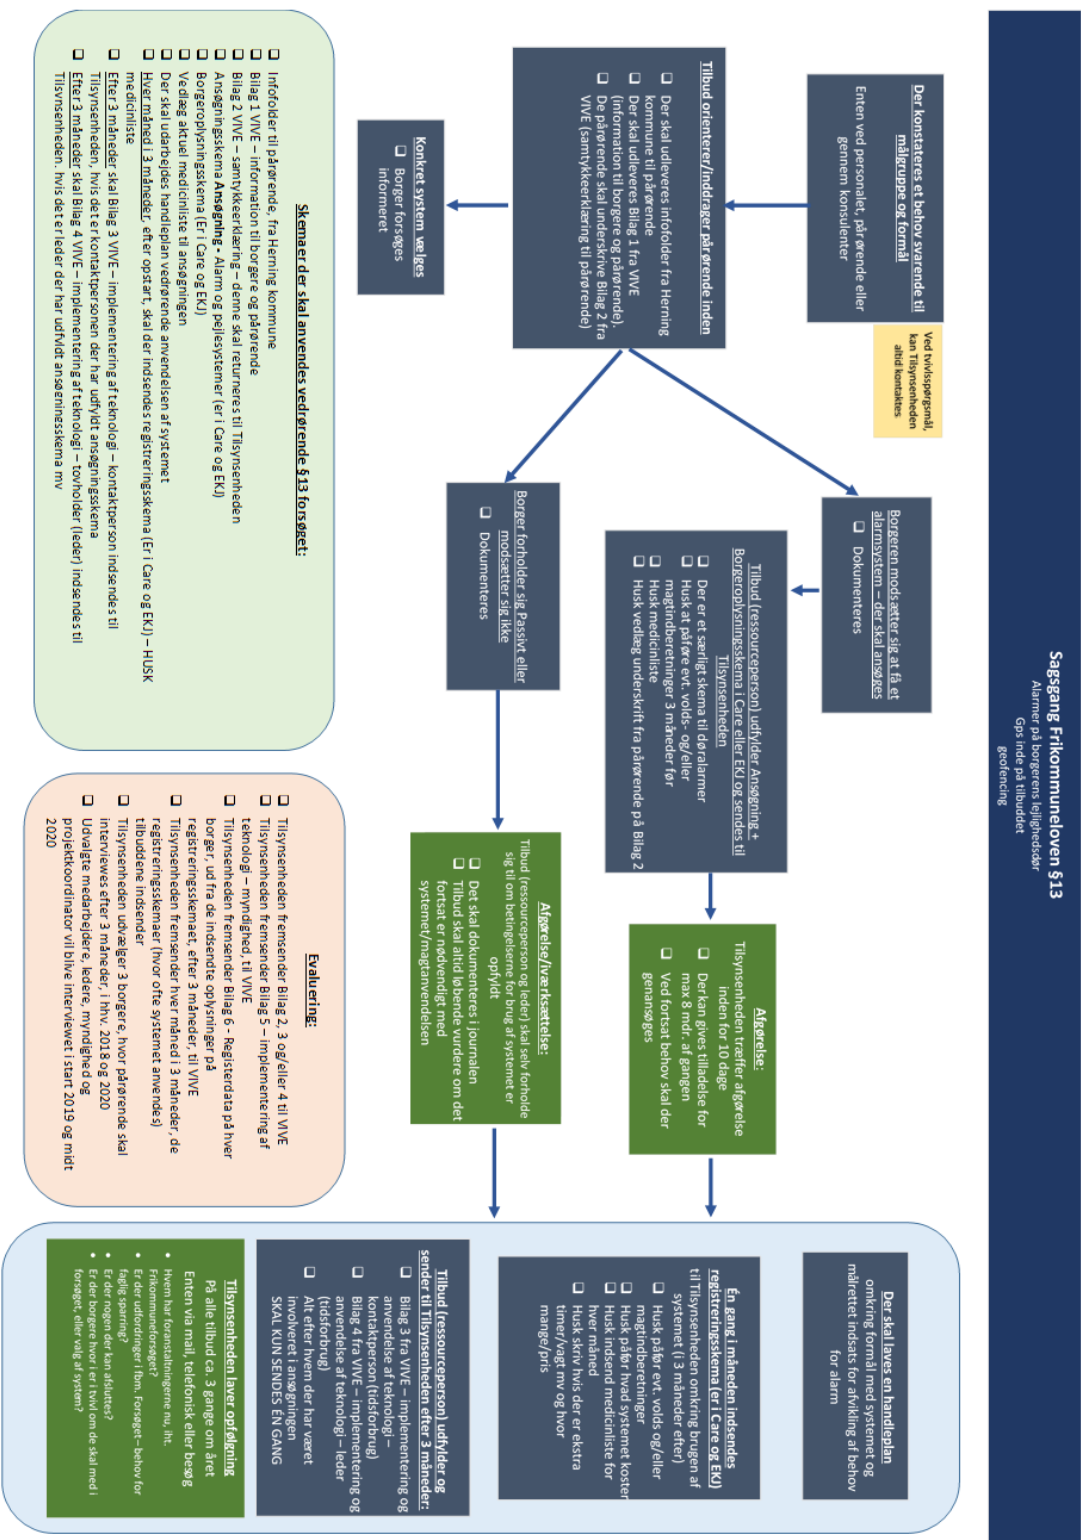 Sagsgang Frikommuneloven §13
Alarmer på borgerens lejlighedsdør
Gps inde på tilbuddet
geofencing
Der konstateres et behov svarende til
målgruppe og formål
Enten ved personalet, pårørende eller
gennem konsulenter
Ved tvivlsspørgsmål,
kan Tilsynsenheden
altid kontaktes
Tilbud orienterer/inddrager pårørende inden
☐ Der skal udleveres infofolder fra Herning
kommune til pårørende
☐ Der skal udleveres Bilag 1 fra VIVE
(information til borgere og pårørende).
☐ De pårørende skal underskrive Bilag 2 fra
VIVE (samtykkeerklæring til pårørende)
Konkret system vælges
☐ Borger forsøges
informeret
Borgeren modsætter sig at få et
alarmsystem – der skal ansøges
☐ Dokumenteres
Tilbud (ressourceperson) udfylder Ansøgning +
Borgeroplysningsskema i Care eller EKJ og sendes til
Tilsynsenheden
☐ Der er et særligt skema til døralarmer
☐ Husk at påføre evt. volds- og/eller
magtindberetninger 3 måneder før
☐ Husk medicinliste
☐ Husk vedlæg underskrift fra pårørende på Bilag 2
Borger forholder sig Passivt eller
modsætter sig ikke
☐ Dokumenteres
Afgørelse:
Tilsynsenheden træffer afgørelse
inden for 10 dage
☐ Der kan gives tilladelse for
max 8 mdr. af gangen
☐ Ved fortsat behov skal der
genansøges
Afgørelse/iværksættelse:
Tilbud (ressourceperson og leder) skal selv forholde
sig til om betingelserne for brug af systemet er
opfyldt
☐ Det skal dokumenteres i journalen
☐ Tilbud skal altid løbende vurdere om det
fortsat er nødvendigt med
systemet/magtanvendelsen
Der skal laves en handleplan
omkring formål med systemet og
målrettet indsats for afvikling af behov
for alarm
Én gang i måneden indsendes
registreringsskema (er i Care og EKJ)
til Tilsynsenheden omkring brugen af
systemet (i 3 måneder efter)
☐ Husk påfør evt. volds og/eller
magtindberetninger
☐ Husk påfør hvad systemet koster
☐ Husk indsend medicinliste for
hver måned
☐ Husk skriv hvis der er ekstra
timer/vagt mv og hvor
mange/pris
Tilbud (ressourceperson) udfylder og
sender til Tilsynsenheden efter 3 måneder:
☐ Bilag 3 fra VIVE – implementering og
anvendelse af teknologi –
kontaktperson (tidsforbrug)
☐ Bilag 4 fra VIVE – implementering og
anvendelse af teknologi – leder
(tidsforbrug)
☐ Alt efter hvem der har været
involveret i ansøgningen
SKAL KUN SENDES ÉN GANG
Tilsynsenheden laver opfølgning
På alle tilbud ca. 3 gange om året
Enten via mail, telefonisk eller besøg
• Hvem har foranstaltningerne nu, iht.
Frikommuneforsøget?
• Er der udfordringer i fbm. Forsøget – behov for
faglig sparring?
• Er der nogen der kan afsluttes?
• Er der borgere hvor i er i tvivl om de skal med i
forsøget, eller valg af system?
Skemaer der skal anvendes vedrørende §13 forsøget:
☐ Infofolder til pårørende, fra Herning kommune
☐ Bilag 1 VIVE – information til borgere og pårørende
☐ Bilag 2 VIVE – samtykkeerklæring – denne skal returneres til Tilsynsenheden
☐ Ansøgningsskema Ansøgning - Alarm og pejlesystemer (er i Care og EKJ)
☐ Borgeroplysningsskema (Er i Care og EKJ)
☐ Vedlæg aktuel medicinliste til ansøgningen
☐ Der skal udarbejdes handleplan vedrørende anvendelsen af systemet
☐ Hver måned i 3 måneder, efter opstart, skal der indsendes registreringsskema (Er i Care og EKJ) – HUSK
medicinliste
☐ Efter 3 måneder skal Bilag 3 VIVE – implementering af teknologi – kontaktperson indsendes til
Tilsynsenheden, hvis det er kontaktpersonen der har udfyldt ansøgningsskema
☐ Efter 3 måneder skal Bilag 4 VIVE – implementering af teknologi – tovholder (leder) indsendes til
Tilsynsenheden, hvis det er leder der har udfyldt ansøgningsskema mv
Evaluering:
☐ Tilsynsenheden fremsender Bilag 2, 3 og/eller 4 til VIVE
☐ Tilsynsenheden fremsender Bilag 5 – implementering af
teknologi – myndighed, til VIVE
☐ Tilsynsenheden fremsender Bilag 6 - Registerdata på hver
borger, ud fra de indsendte oplysninger på
registreringsskemaet, efter 3 måneder, til VIVE
☐ Tilsynsenheden fremsender hver måned i 3 måneder, de
registreringsskemaer (hvor ofte systemet anvendes)
tilbuddene indsender
☐ Tilsynsenheden udvælger 3 borgere, hvor pårørende skal
interviewes efter 3 måneder, i hhv. 2018 og 2020
☐ Udvalgte medarbejdere, ledere, myndighed og
projektkoordinator vil blive interviewet i start 2019 og midt
2020